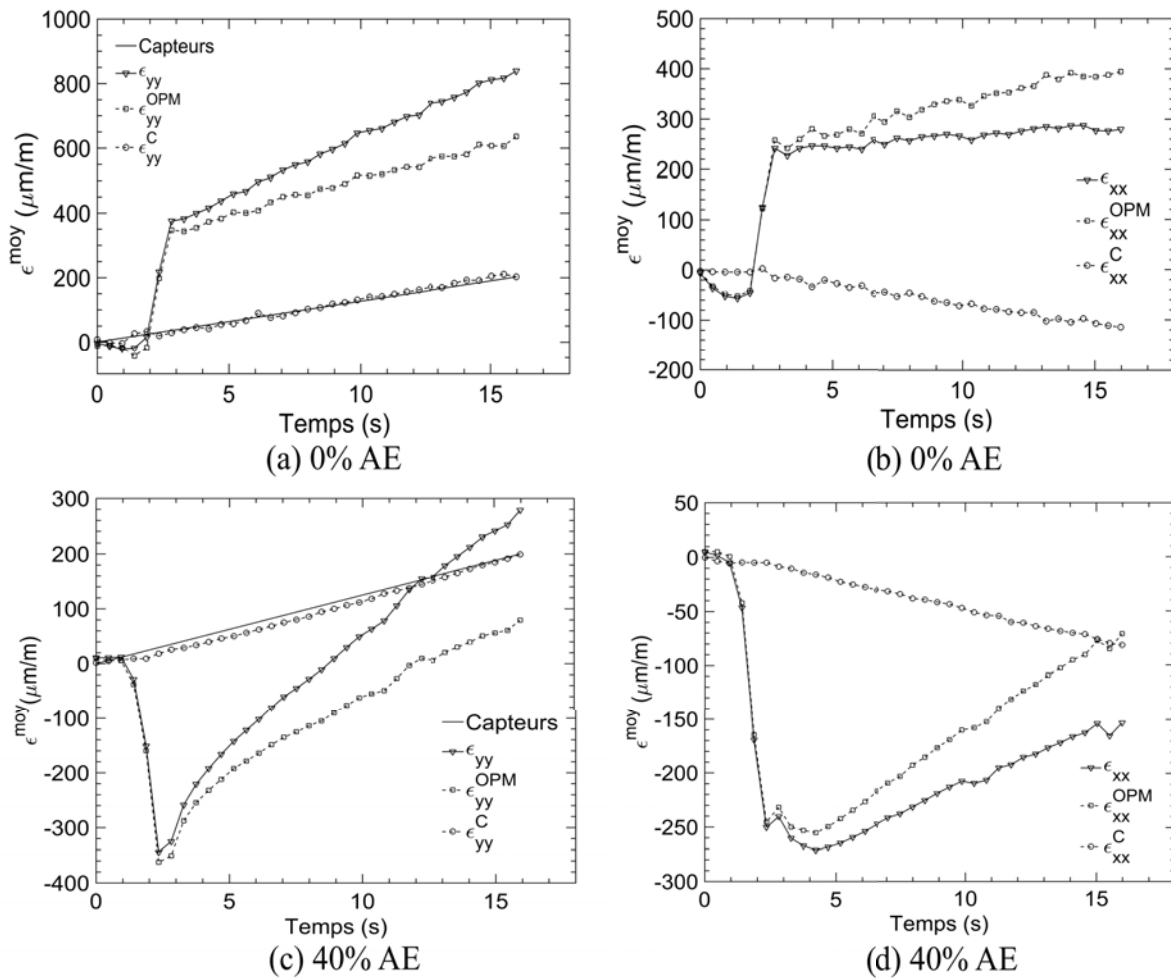 1000
800
600
400
200
0
ϵ^moy (μm/m)
Capteurs
ϵ_yy
ϵ_yy^OPM
ϵ_yy^C
0 5 10 15
Temps (s)
(a) 0% AE
500
400
300
200
100
0
-100
-200
ϵ^moy (μm/m)
ϵ_xx
ϵ_xx^OPM
ϵ_xx^C
0 5 10 15
Temps (s)
(b) 0% AE
300
200
100
0
-100
-200
-300
-400
ϵ^moy (μm/m)
Capteurs
ϵ_yy
ϵ_yy^OPM
ϵ_yy^C
0 5 10 15
Temps (s)
(c) 40% AE
50
0
-50
-100
-150
-200
-250
-300
ϵ^moy (μm/m)
ϵ_xx
ϵ_xx^OPM
ϵ_xx^C
0 5 10 15
Temps (s)
(d) 40% AE